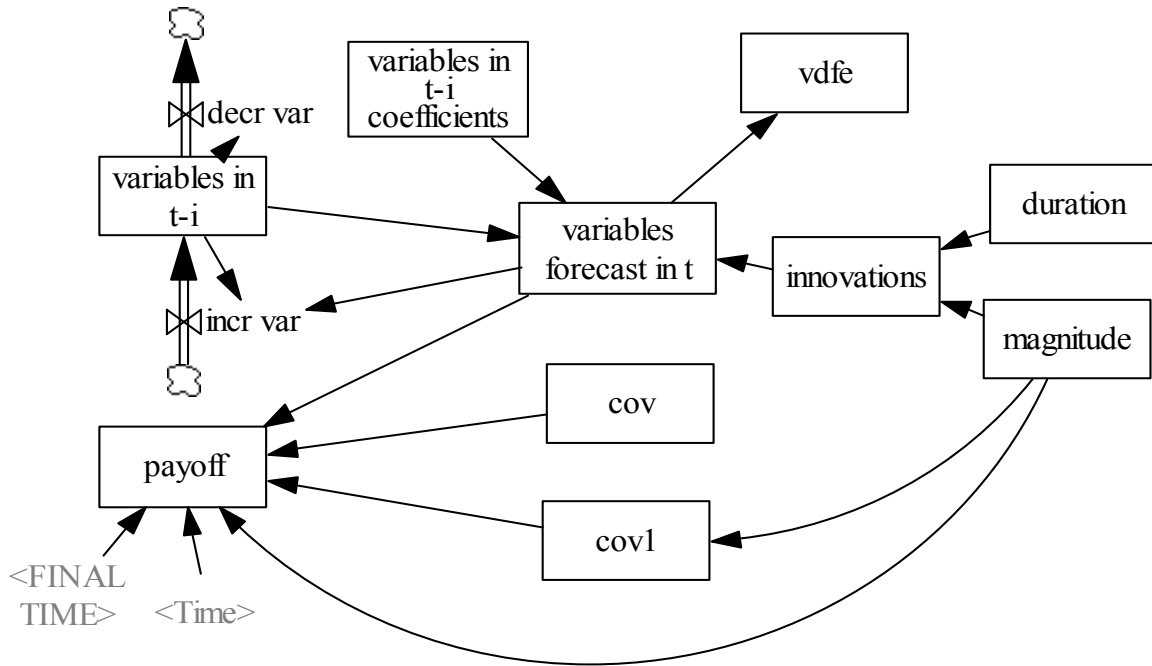 variables in
t-i
coefficients
vdfe
decr var
variables in
t-i
duration
variables
forecast in t
innovations
incr var
magnitude
cov
payoff
cov1
<FINAL
TIME>
<Time>